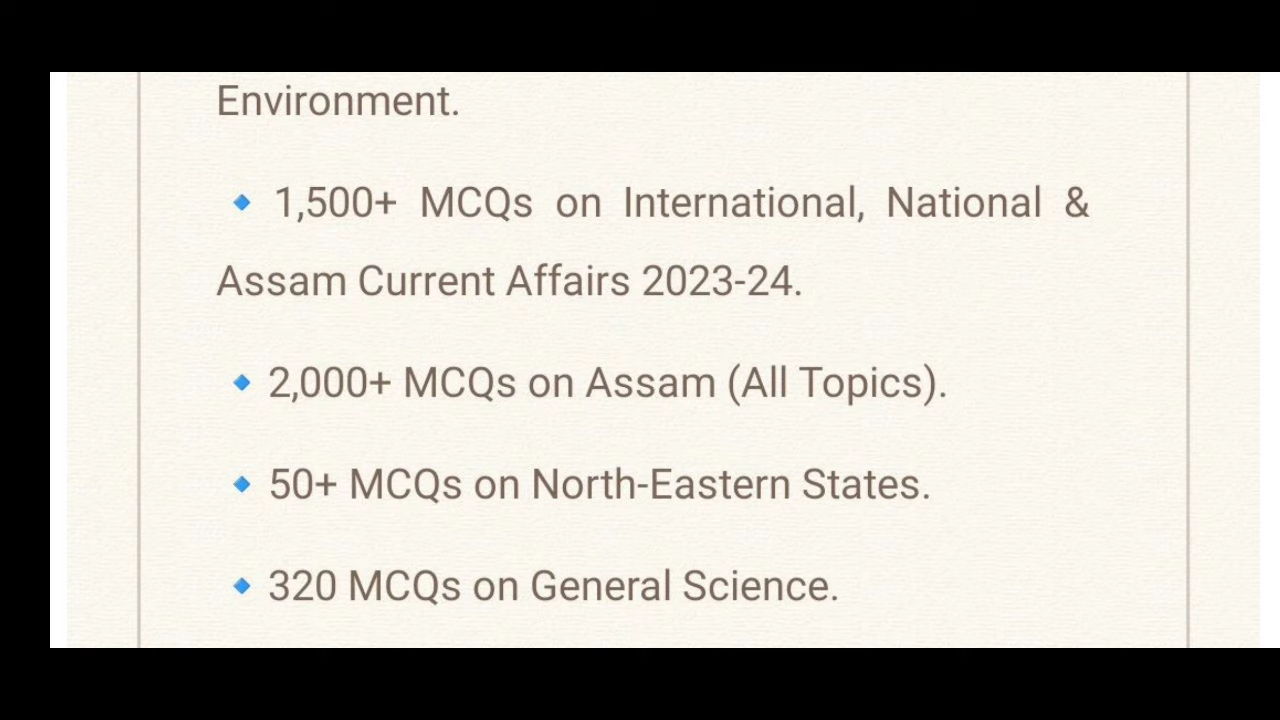 Environment.
🔹 1,500+ MCQs on International, National &
Assam Current Affairs 2023-24.
🔹 2,000+ MCQs on Assam (All Topics).
🔹 50+ MCQs on North-Eastern States.
🔹 320 MCQs on General Science.